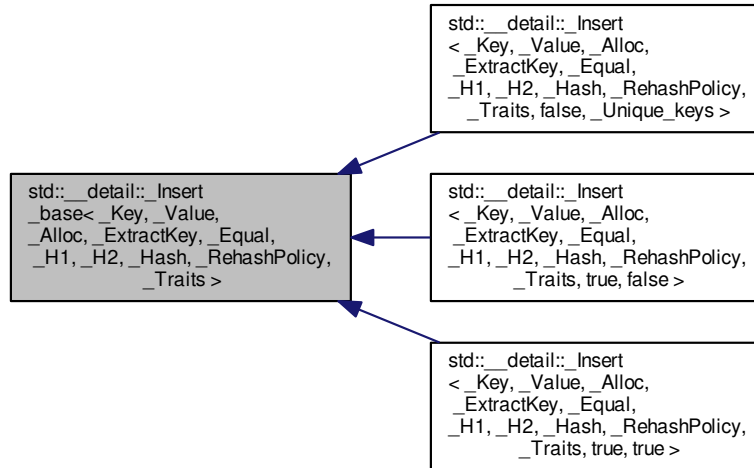 std::__detail::_Insert
< _Key, _Value, _Alloc,
_ExtractKey, _Equal,
_H1, _H2, _Hash, _RehashPolicy,
_Traits, false, _Unique_keys >
std::__detail::_Insert
_base< _Key, _Value,
_Alloc, _ExtractKey, _Equal,
_H1, _H2, _Hash, _RehashPolicy,
_Traits >
std::__detail::_Insert
< _Key, _Value, _Alloc,
_ExtractKey, _Equal,
_H1, _H2, _Hash, _RehashPolicy,
_Traits, true, false >
std::__detail::_Insert
< _Key, _Value, _Alloc,
_ExtractKey, _Equal,
_H1, _H2, _Hash, _RehashPolicy,
_Traits, true, true >